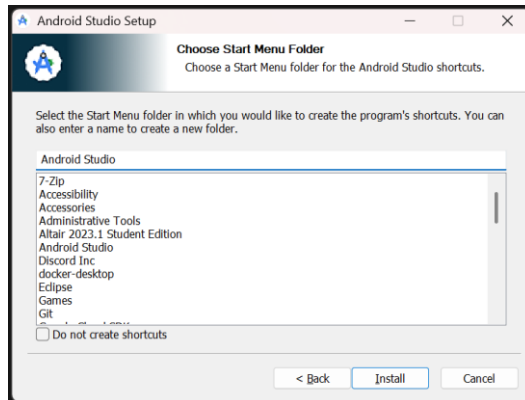 Android Studio Setup
Choose Start Menu Folder
Choose a Start Menu folder for the Android Studio shortcuts.
Select the Start Menu folder in which you would like to create the program's shortcuts. You can
also enter a name to create a new folder.
Android Studio
7-Zip
Accessibility
Accessories
Administrative Tools
Altair 2023.1 Student Edition
Android Studio
Discord Inc
docker-desktop
Eclipse
Games
Git
Do not create shortcuts
< Back
Install
Cancel